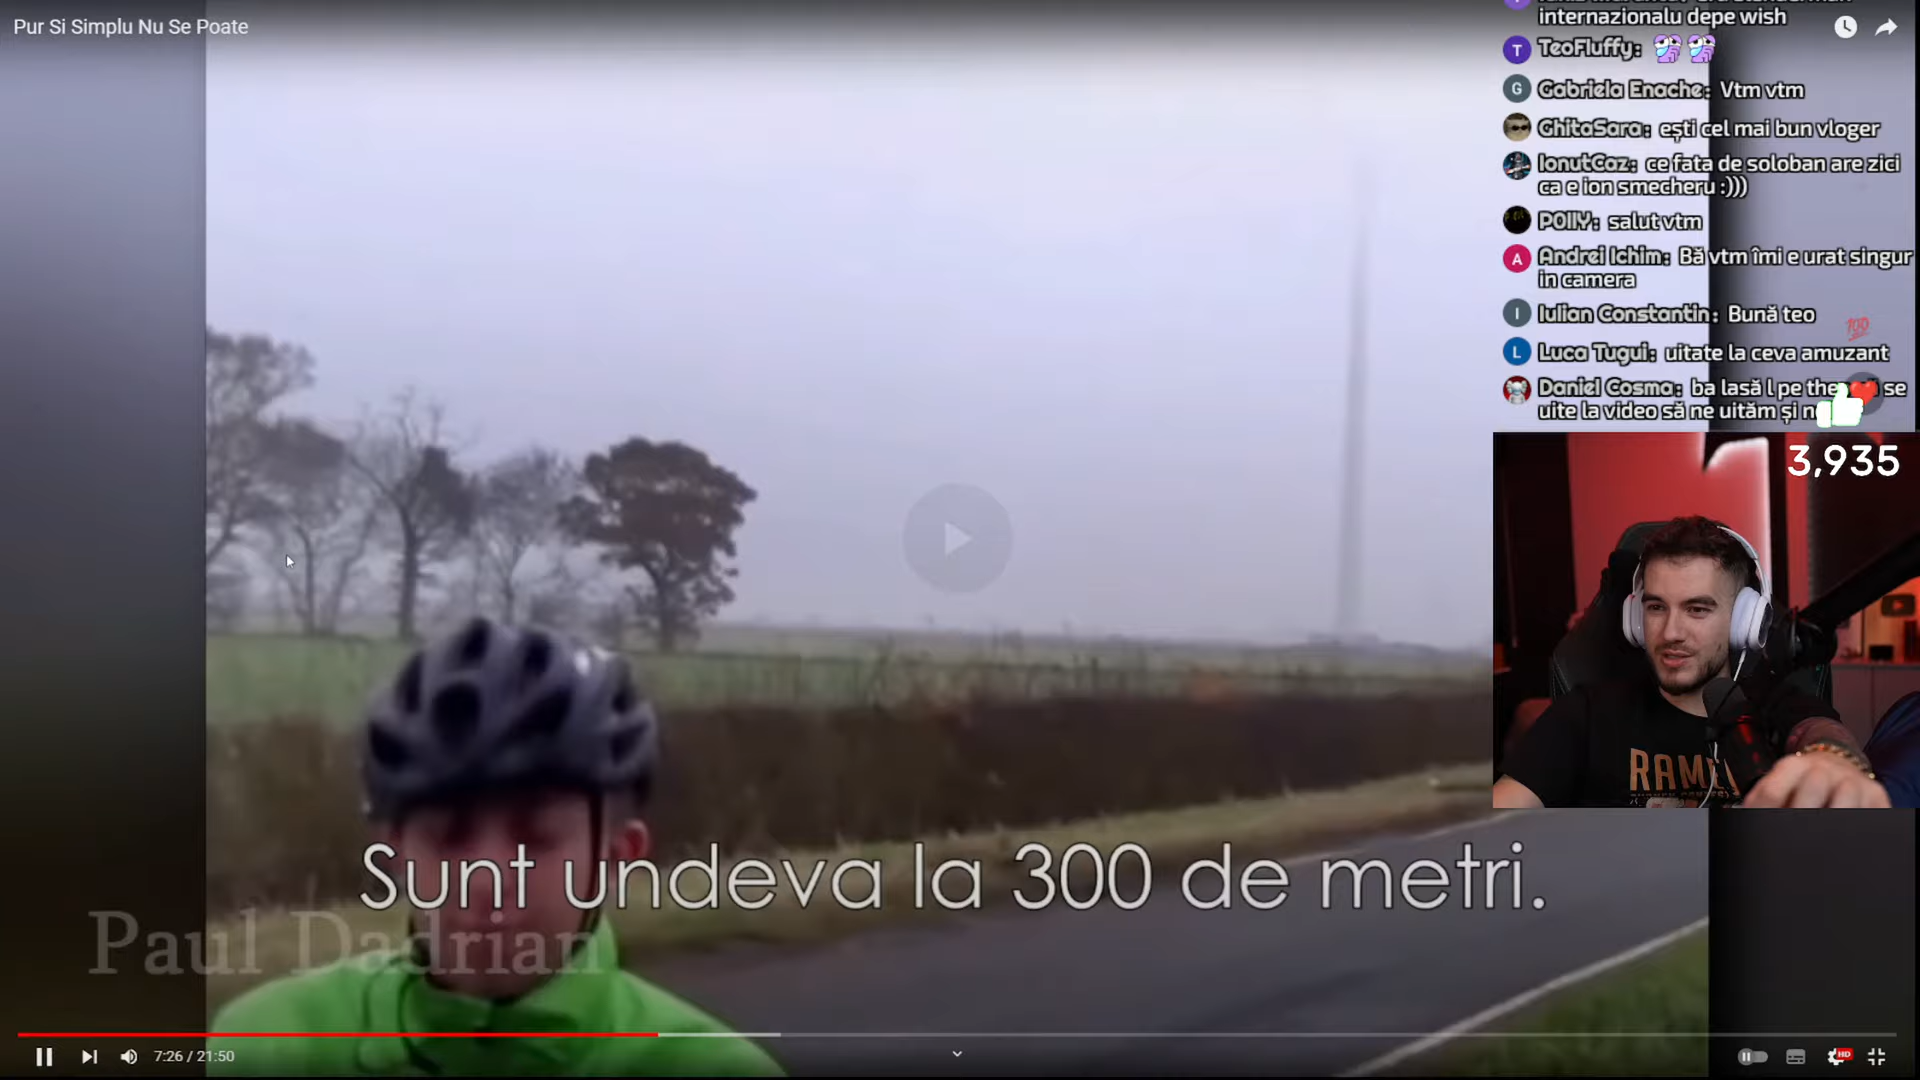 Pur Si Simplu Nu Se Poate
internazionalu depe wish
TeoFluffy:
Gabriela Enache: Vtm vtm
GhitaSara: ești cel mai bun vloger
IonutCoz: ce fata de soloban are zici
ca e ion smecheru :)))
P0llY: salut vtm
Andrei Ichim: Bă vtm îmi e urat singur
in camera
Iulian Constantin: Bună teo
Luca Tugui: uitate la ceva amuzant
Daniel Cosma: ba lasă l pe se
uite la video să ne uităm și
3,935
Sunt undeva la 300 de metri.
Paul Dadrian
7:26 / 21:50
HD